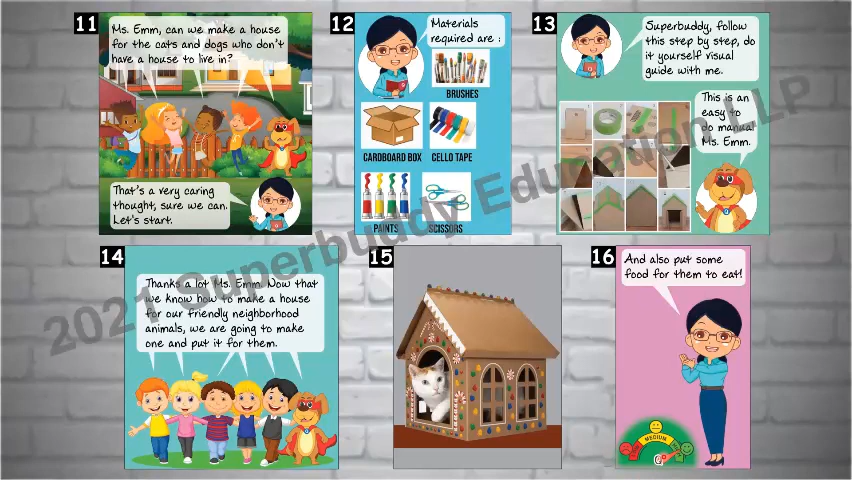 11
Ms. Emm, can we make a house
for the cats and dogs who don't
have a house to live in?
That's a very caring
thought, sure we can.
Let's start.
12
Materials
required are :
BRUSHES
CARDBOARD BOX
CELLO TAPE
PAINTS
SCISSORS
13
Superbuddy, follow
this step by step, do
it yourself visual
guide with me.
This is an
easy to
do manual
Ms. Emm.
14
Thanks a lot Ms. Emm. Now that
we know how to make a house
for our friendly neighborhood
animals, we are going to make
one and put it for them.
15
16
And also put some
food for them to eat!
MEDIUM
2021 Superbuddy Education LLP